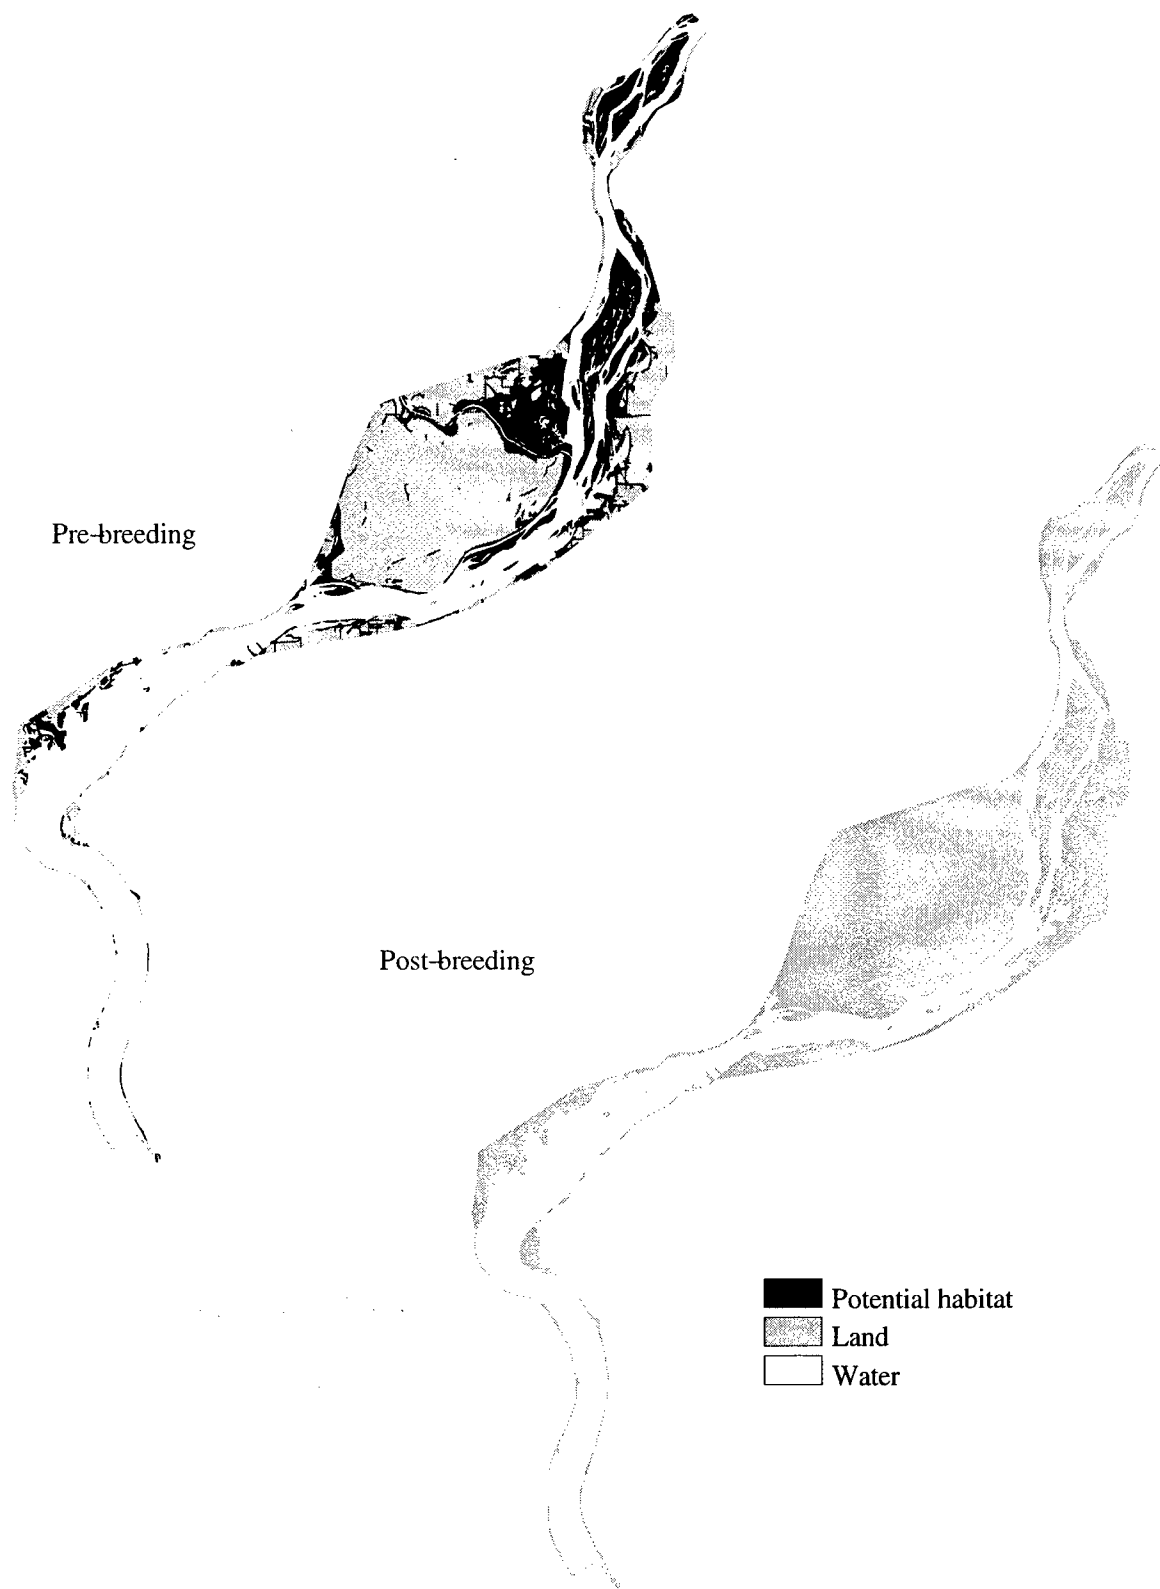 Pre-breeding
Post-breeding
Potential habitat
Land
Water